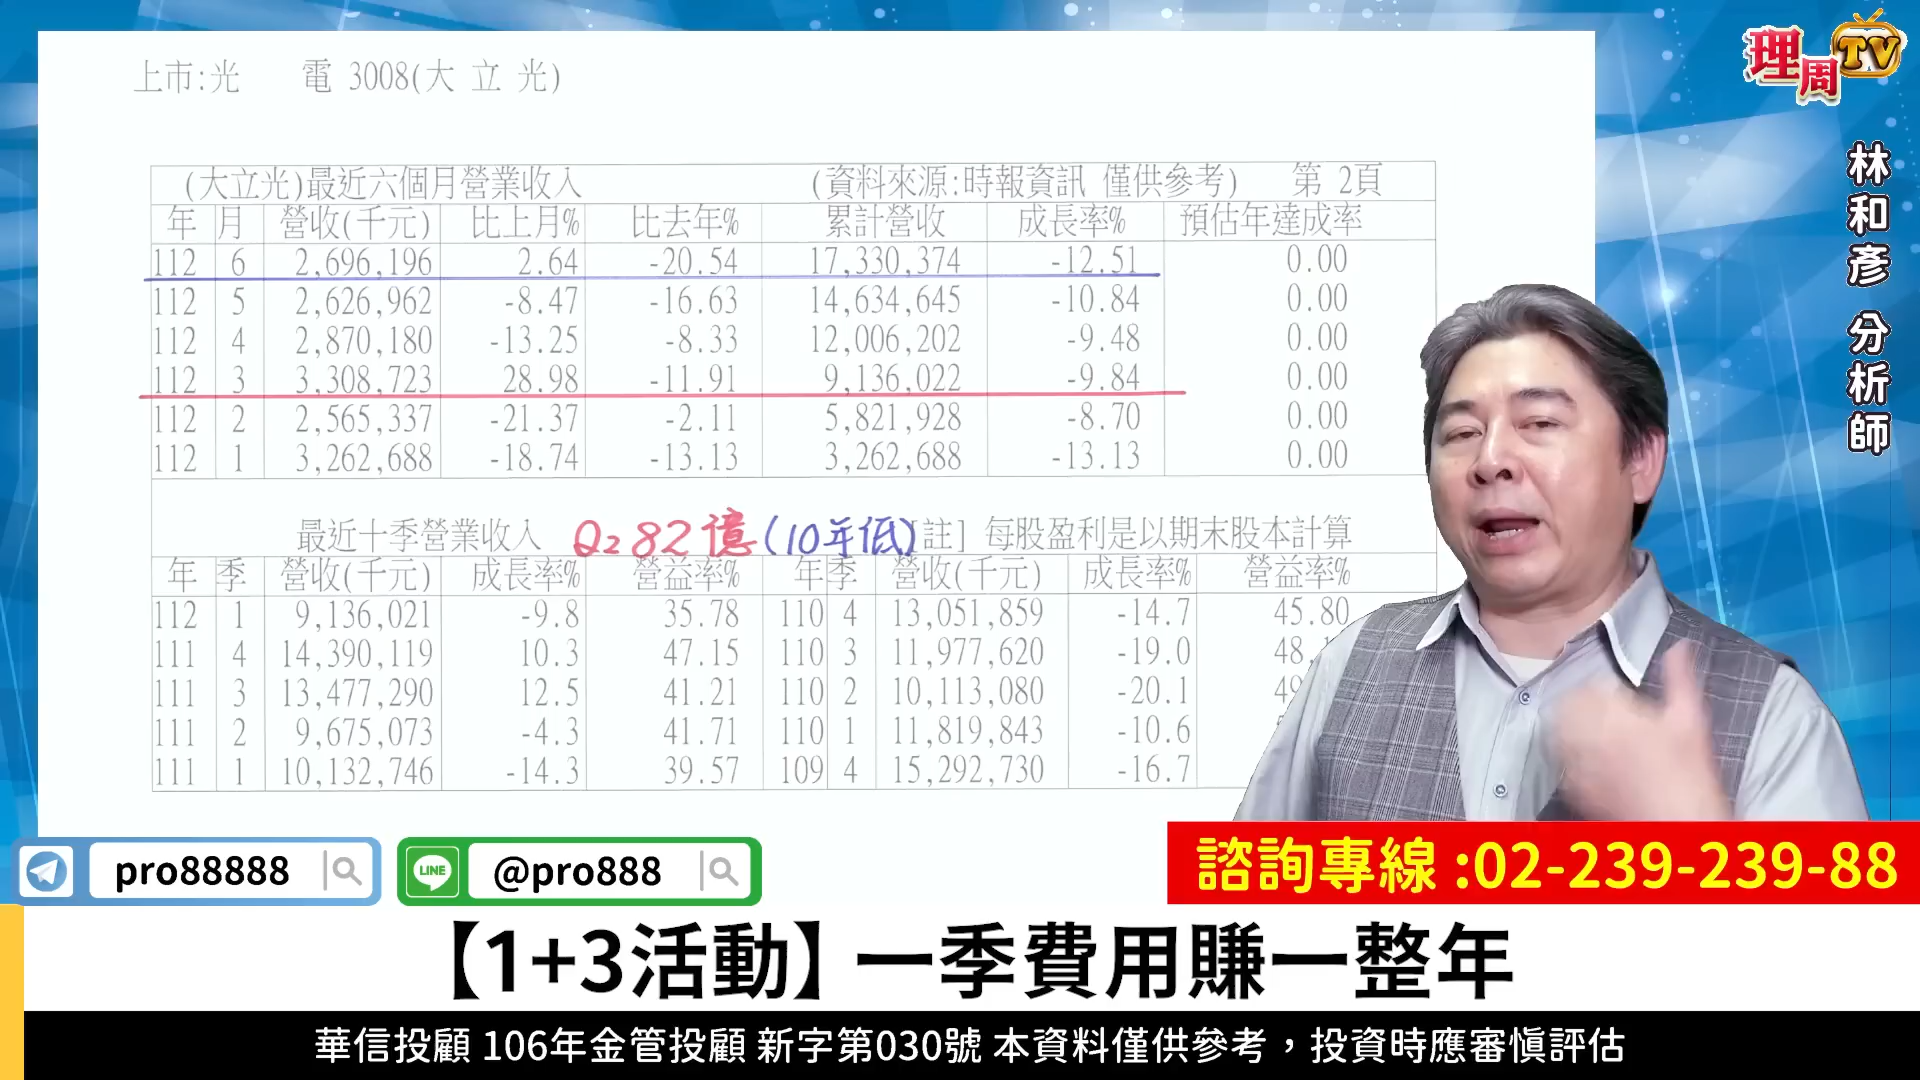 上市:光 電 3008(大 立 光)
(大立光)最近六個月營業收入 (資料來源:時報資訊 僅供參考) 第 2頁
年 月 營收(千元) 比上月% 比去年% 累計營收 成長率% 預估年達成率
112 6 2,696,196 2.64 -20.54 17,330,374 -12.51 0.00
112 5 2,626,962 -8.47 -16.63 14,634,645 -10.84 0.00
112 4 2,870,180 -13.25 -8.33 12,006,202 -9.48 0.00
112 3 3,308,723 28.98 -11.91 9,136,022 -9.84 0.00
112 2 2,565,337 -21.37 -2.11 5,821,928 -8.70 0.00
112 1 3,262,688 -18.74 -13.13 3,262,688 -13.13 0.00
最近十季營業收入 Q2 82億(10年低) 註] 每股盈利是以期末股本計算
年 季 營收(千元) 成長率% 營益率% 年 季 營收(千元) 成長率% 營益率%
112 1 9,136,021 -9.8 35.78 110 4 13,051,859 -14.7 45.80
111 4 14,390,119 10.3 47.15 110 3 11,977,620 -19.0 48.
111 3 13,477,290 12.5 41.21 110 2 10,113,080 -20.1
111 2 9,675,073 -4.3 41.71 110 1 11,819,843 -10.6
111 1 10,132,746 -14.3 39.57 109 4 15,292,730 -16.7
理周TV
林和彥 分析師
pro88888
LINE @pro888
諮詢專線:02-239-239-88
【1+3活動】一季費用賺一整年
華信投顧 106年金管投顧 新字第030號 本資料僅供參考，投資時應審慎評估